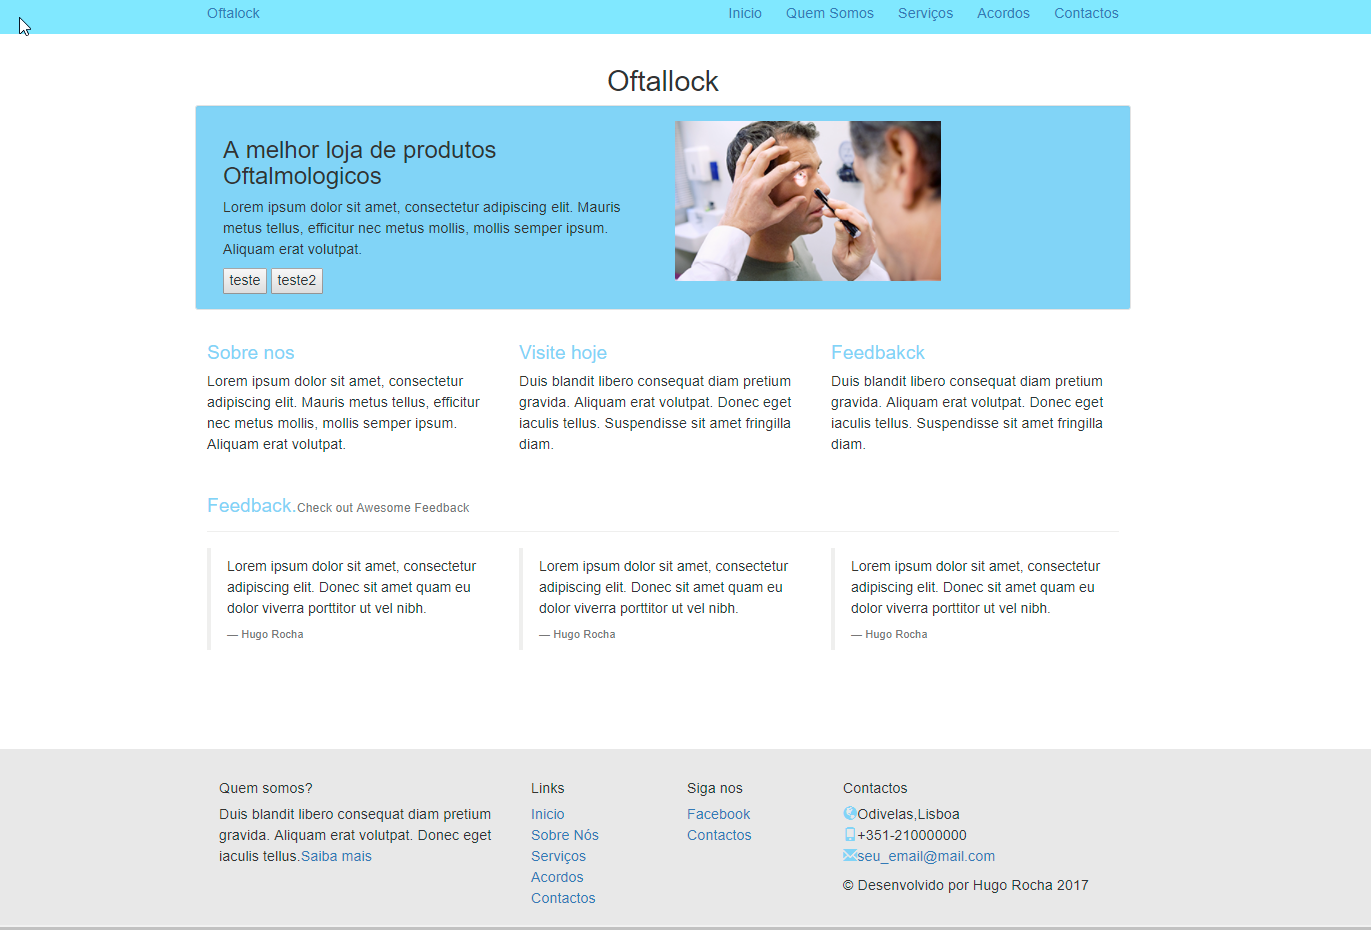 Oftalock Inicio Quem Somos Serviços Acordos Contactos
Oftallock
A melhor loja de produtos
Oftalmologicos
Lorem ipsum dolor sit amet, consectetur adipiscing elit. Mauris
metus tellus, efficitur nec metus mollis, mollis semper ipsum.
Aliquam erat volutpat.
teste teste2
Sobre nos
Lorem ipsum dolor sit amet, consectetur
adipiscing elit. Mauris metus tellus, efficitur
nec metus mollis, mollis semper ipsum.
Aliquam erat volutpat.
Visite hoje
Duis blandit libero consequat diam pretium
gravida. Aliquam erat volutpat. Donec eget
iaculis tellus. Suspendisse sit amet fringilla
diam.
Feedbakck
Duis blandit libero consequat diam pretium
gravida. Aliquam erat volutpat. Donec eget
iaculis tellus. Suspendisse sit amet fringilla
diam.
Feedback.Check out Awesome Feedback
Lorem ipsum dolor sit amet, consectetur
adipiscing elit. Donec sit amet quam eu
dolor viverra porttitor ut vel nibh.
— Hugo Rocha
Lorem ipsum dolor sit amet, consectetur
adipiscing elit. Donec sit amet quam eu
dolor viverra porttitor ut vel nibh.
— Hugo Rocha
Lorem ipsum dolor sit amet, consectetur
adipiscing elit. Donec sit amet quam eu
dolor viverra porttitor ut vel nibh.
— Hugo Rocha
Quem somos?
Duis blandit libero consequat diam pretium
gravida. Aliquam erat volutpat. Donec eget
iaculis tellus.Saiba mais
Links
Inicio
Sobre Nós
Serviços
Acordos
Contactos
Siga nos
Facebook
Contactos
Contactos
Odivelas,Lisboa
+351-210000000
seu_email@mail.com
© Desenvolvido por Hugo Rocha 2017